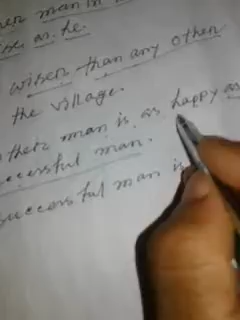 man in
as he.
wiser than any other
the village.
other man is as happy as
successful man.
successful man is